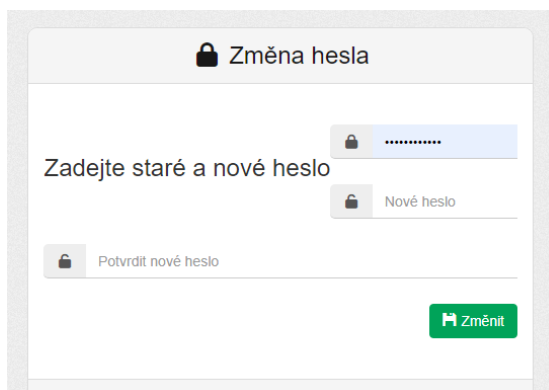 Změna hesla
••••••••••••
Zadejte staré a nové heslo
Nové heslo
Potvrdit nové heslo
Změnit